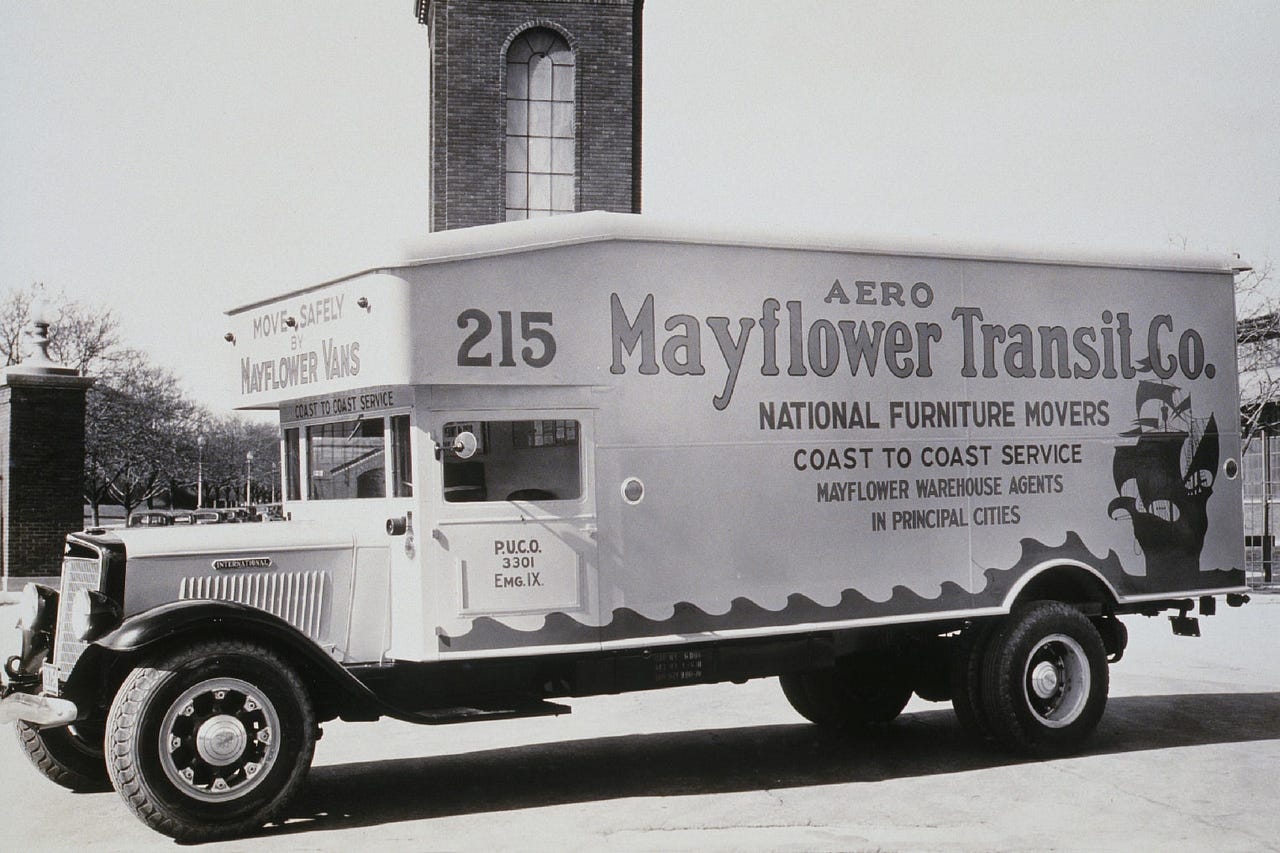 MOVE SAFELY
BY
MAYFLOWER VANS
COAST TO COAST SERVICE
215
AERO
Mayflower Transit Co.
NATIONAL FURNITURE MOVERS
COAST TO COAST SERVICE
MAYFLOWER WAREHOUSE AGENTS
IN PRINCIPAL CITIES
P.U.C.O.
3301
EMG. IX.
INTERNATIONAL